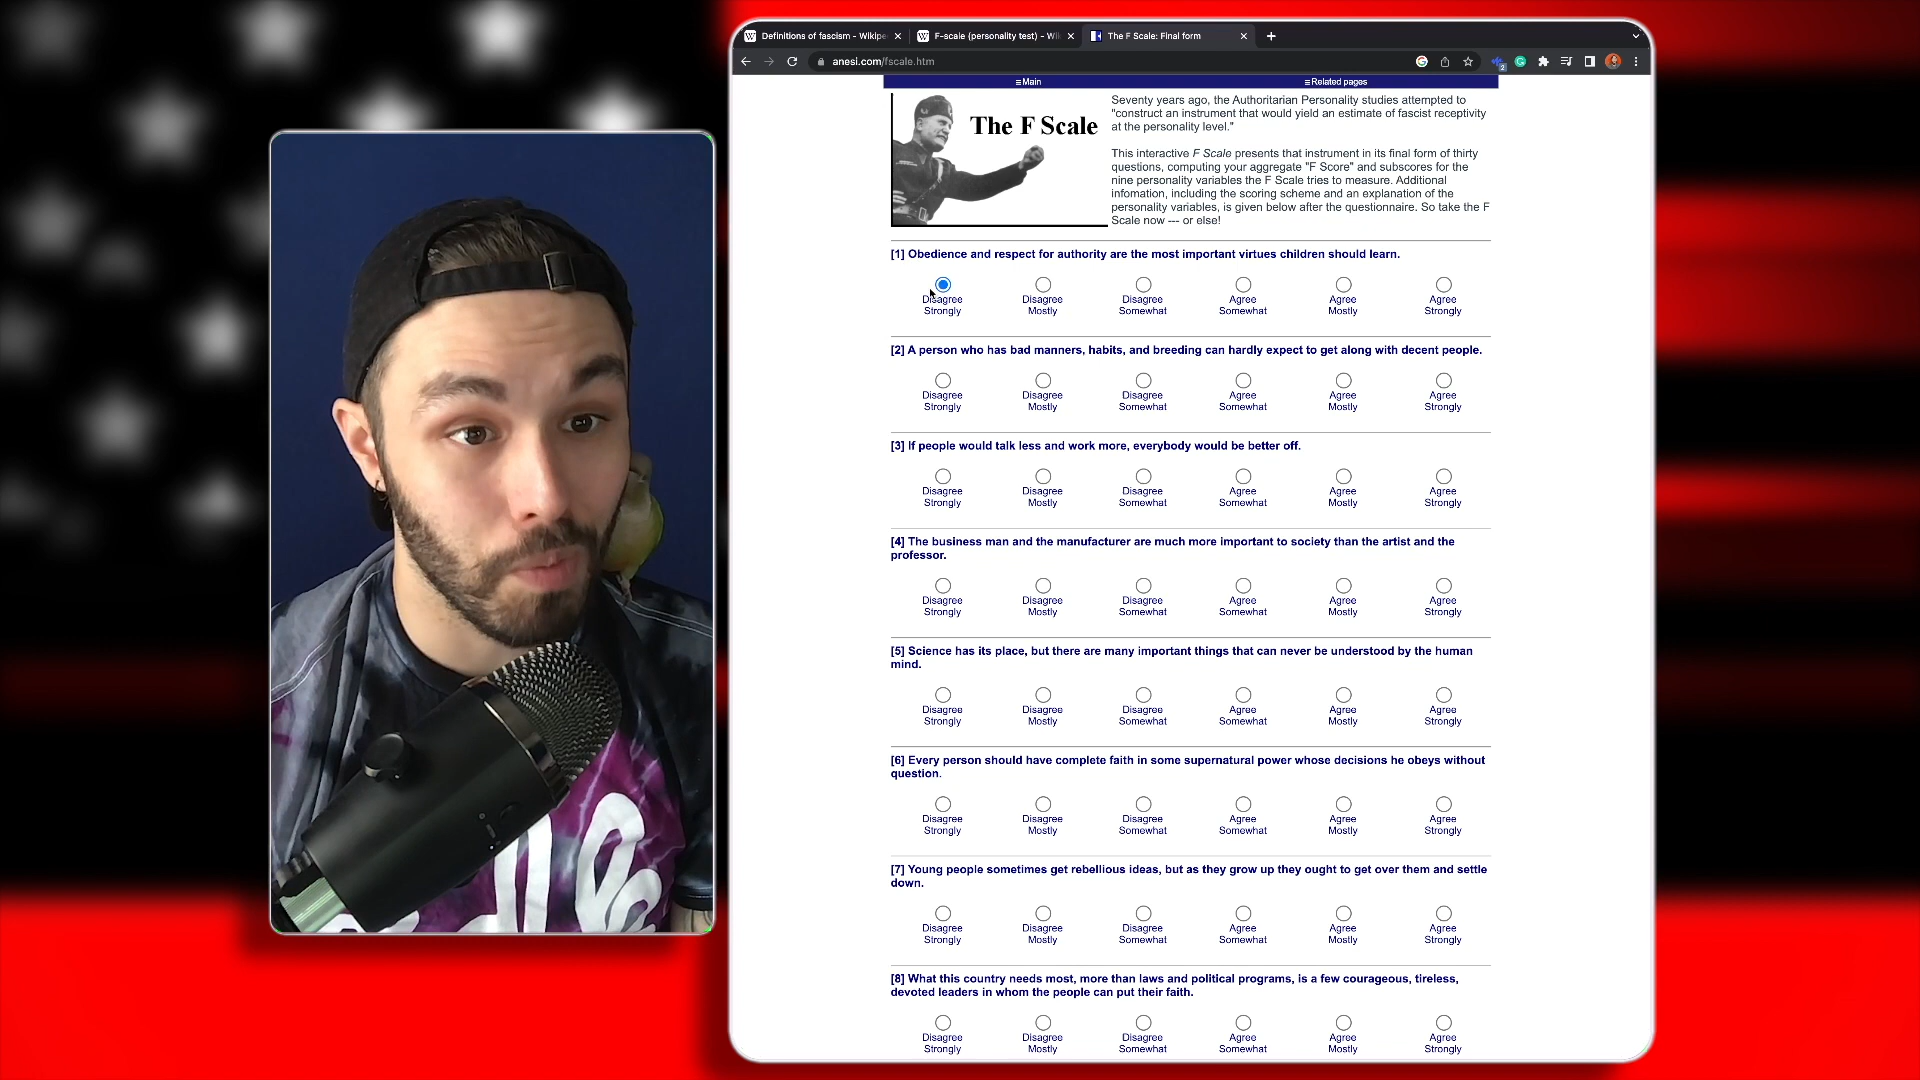 Definitions of fascism - Wikipe
F-scale (personality test) - Wi
The F Scale: Final form
anesi.com/fscale.htm
≡Main
≡Related pages
The F Scale
Seventy years ago, the Authoritarian Personality studies attempted to
"construct an instrument that would yield an estimate of fascist receptivity
at the personality level."
This interactive F Scale presents that instrument in its final form of thirty
questions, computing your aggregate "F Score" and subscores for the
nine personality variables the F Scale tries to measure. Additional
infomation, including the scoring scheme and an explanation of the
personality variables, is given below after the questionnaire. So take the F
Scale now --- or else!
[1] Obedience and respect for authority are the most important virtues children should learn.
Disagree Disagree Disagree Agree Agree Agree
Strongly Mostly Somewhat Somewhat Mostly Strongly
[2] A person who has bad manners, habits, and breeding can hardly expect to get along with decent people.
Disagree Disagree Disagree Agree Agree Agree
Strongly Mostly Somewhat Somewhat Mostly Strongly
[3] If people would talk less and work more, everybody would be better off.
Disagree Disagree Disagree Agree Agree Agree
Strongly Mostly Somewhat Somewhat Mostly Strongly
[4] The business man and the manufacturer are much more important to society than the artist and the
professor.
Disagree Disagree Disagree Agree Agree Agree
Strongly Mostly Somewhat Somewhat Mostly Strongly
[5] Science has its place, but there are many important things that can never be understood by the human
mind.
Disagree Disagree Disagree Agree Agree Agree
Strongly Mostly Somewhat Somewhat Mostly Strongly
[6] Every person should have complete faith in some supernatural power whose decisions he obeys without
question.
Disagree Disagree Disagree Agree Agree Agree
Strongly Mostly Somewhat Somewhat Mostly Strongly
[7] Young people sometimes get rebellious ideas, but as they grow up they ought to get over them and settle
down.
Disagree Disagree Disagree Agree Agree Agree
Strongly Mostly Somewhat Somewhat Mostly Strongly
[8] What this country needs most, more than laws and political programs, is a few courageous, tireless,
devoted leaders in whom the people can put their faith.
Disagree Disagree Disagree Agree Agree Agree
Strongly Mostly Somewhat Somewhat Mostly Strongly